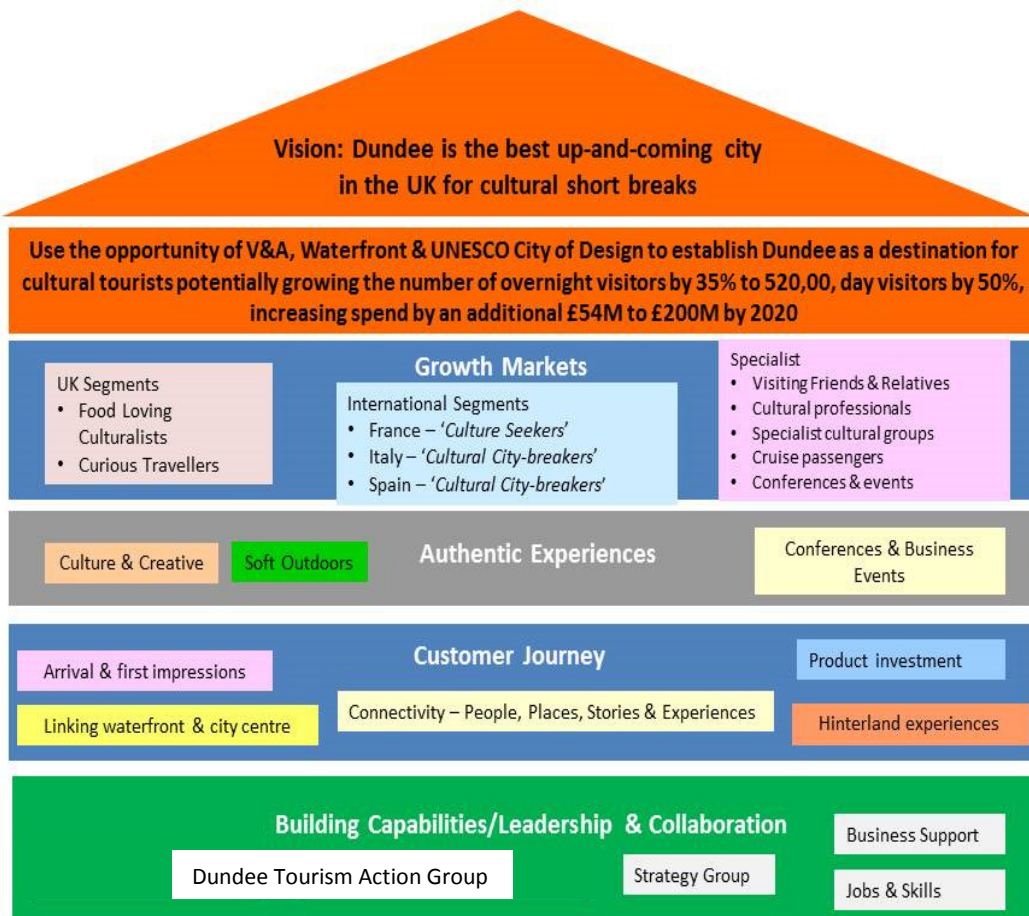 Vision: Dundee is the best up-and-coming city
in the UK for cultural short breaks
Use the opportunity of V&A, Waterfront & UNESCO City of Design to establish Dundee as a destination for
cultural tourists potentially growing the number of overnight visitors by 35% to 520,00, day visitors by 50%,
increasing spend by an additional £54M to £200M by 2020
Growth Markets
UK Segments
• Food Loving
Culturalists
• Curious Travellers
International Segments
• France – ‘Culture Seekers’
• Italy – ‘Cultural City-breakers’
• Spain – ‘Cultural City-breakers’
Specialist
• Visiting Friends & Relatives
• Cultural professionals
• Specialist cultural groups
• Cruise passengers
• Conferences & events
Authentic Experiences
Culture & Creative
Soft Outdoors
Conferences & Business
Events
Customer Journey
Arrival & first impressions
Product investment
Linking waterfront & city centre
Connectivity – People, Places, Stories & Experiences
Hinterland experiences
Building Capabilities/Leadership & Collaboration
Dundee Tourism Action Group
Strategy Group
Business Support
Jobs & Skills